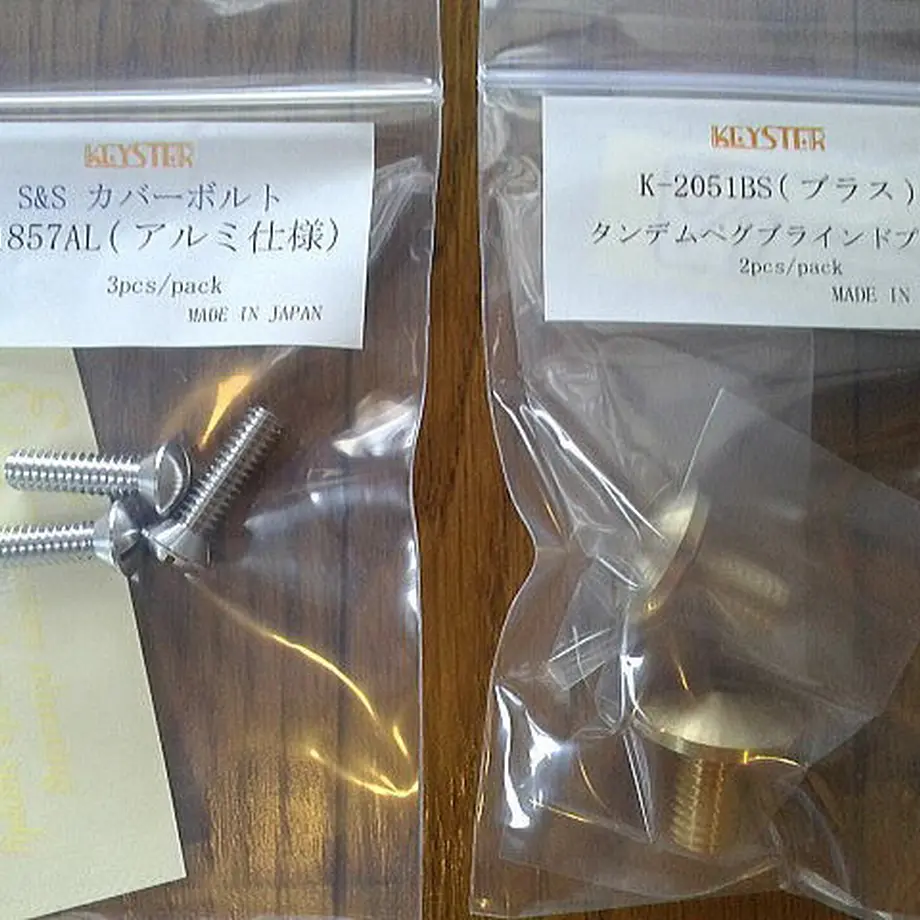 KEYSTER
S&S カバーボルト
857AL(アルミ仕様)
3pcs/pack
MADE IN JAPAN
KEYSTER
K-2051BS(ブラス)
タンデムペグブラインドプ
2pcs/pack
MADE IN